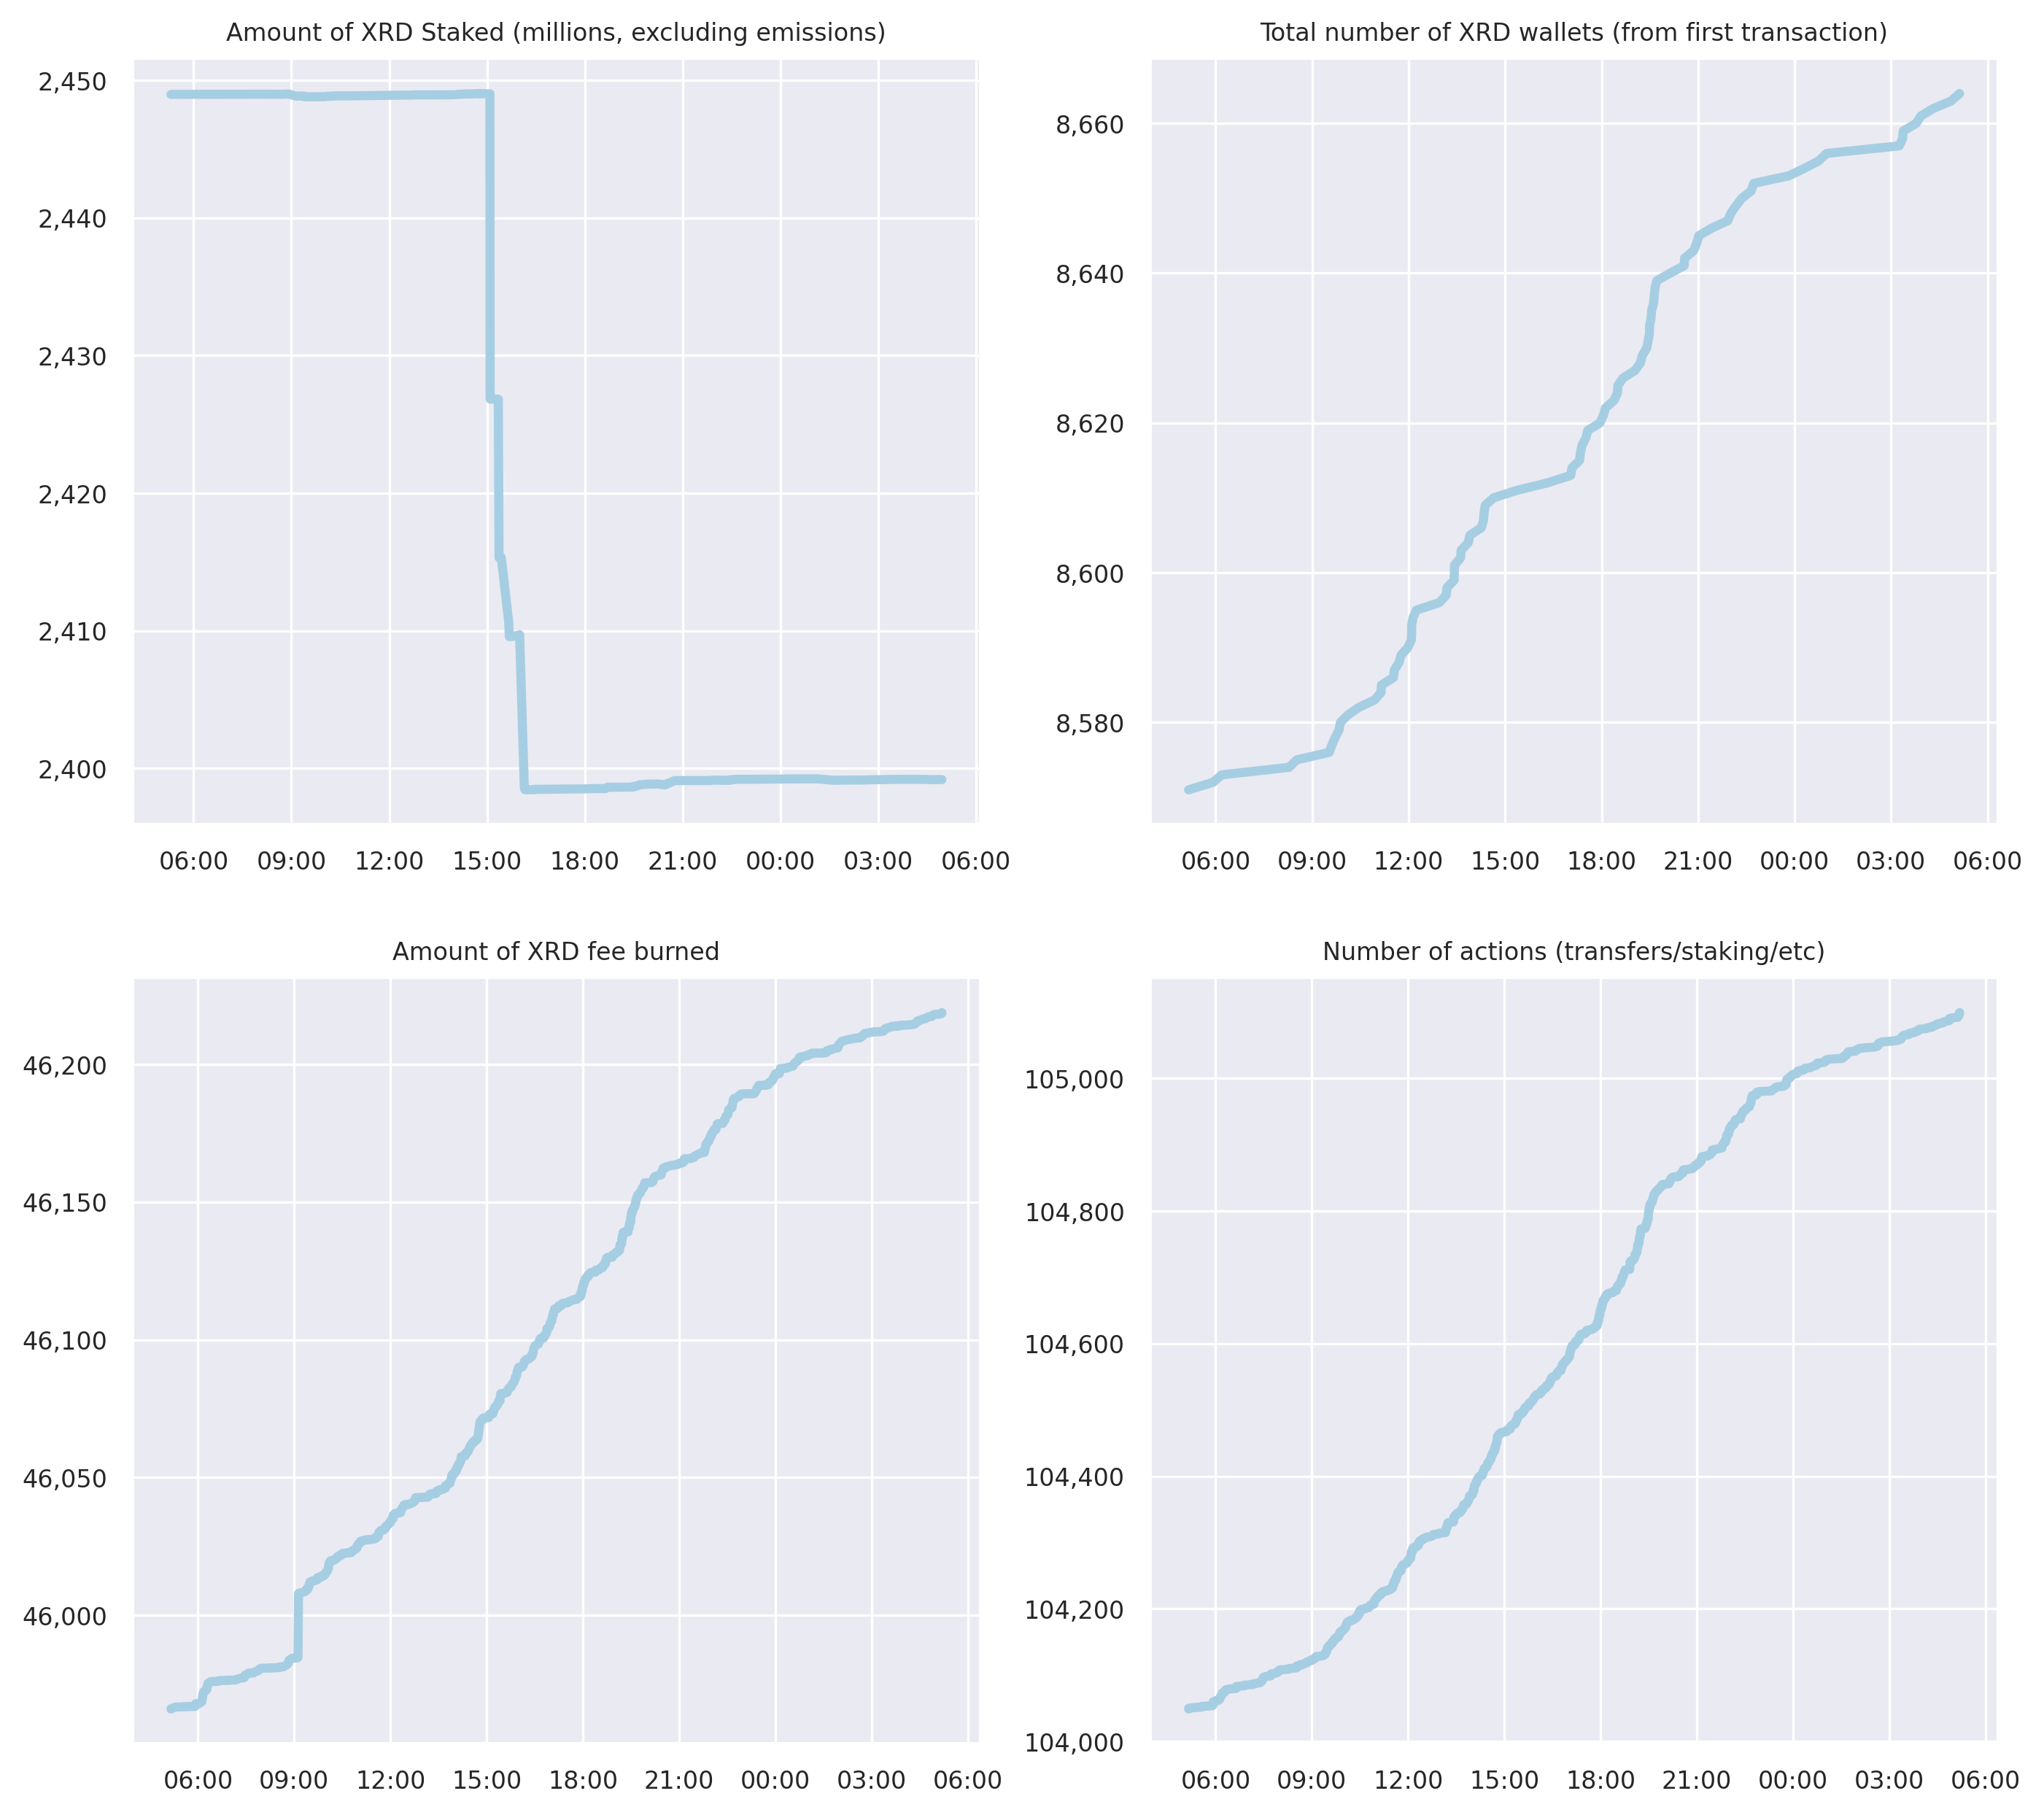 Amount of XRD Staked (millions, excluding emissions)
2,450
2,440
2,430
2,420
2,410
2,400
06:00 09:00 12:00 15:00 18:00 21:00 00:00 03:00 06:00
Total number of XRD wallets (from first transaction)
8,660
8,640
8,620
8,600
8,580
06:00 09:00 12:00 15:00 18:00 21:00 00:00 03:00 06:00
Amount of XRD fee burned
46,200
46,150
46,100
46,050
46,000
06:00 09:00 12:00 15:00 18:00 21:00 00:00 03:00 06:00
Number of actions (transfers/staking/etc)
105,000
104,800
104,600
104,400
104,200
104,000
06:00 09:00 12:00 15:00 18:00 21:00 00:00 03:00 06:00